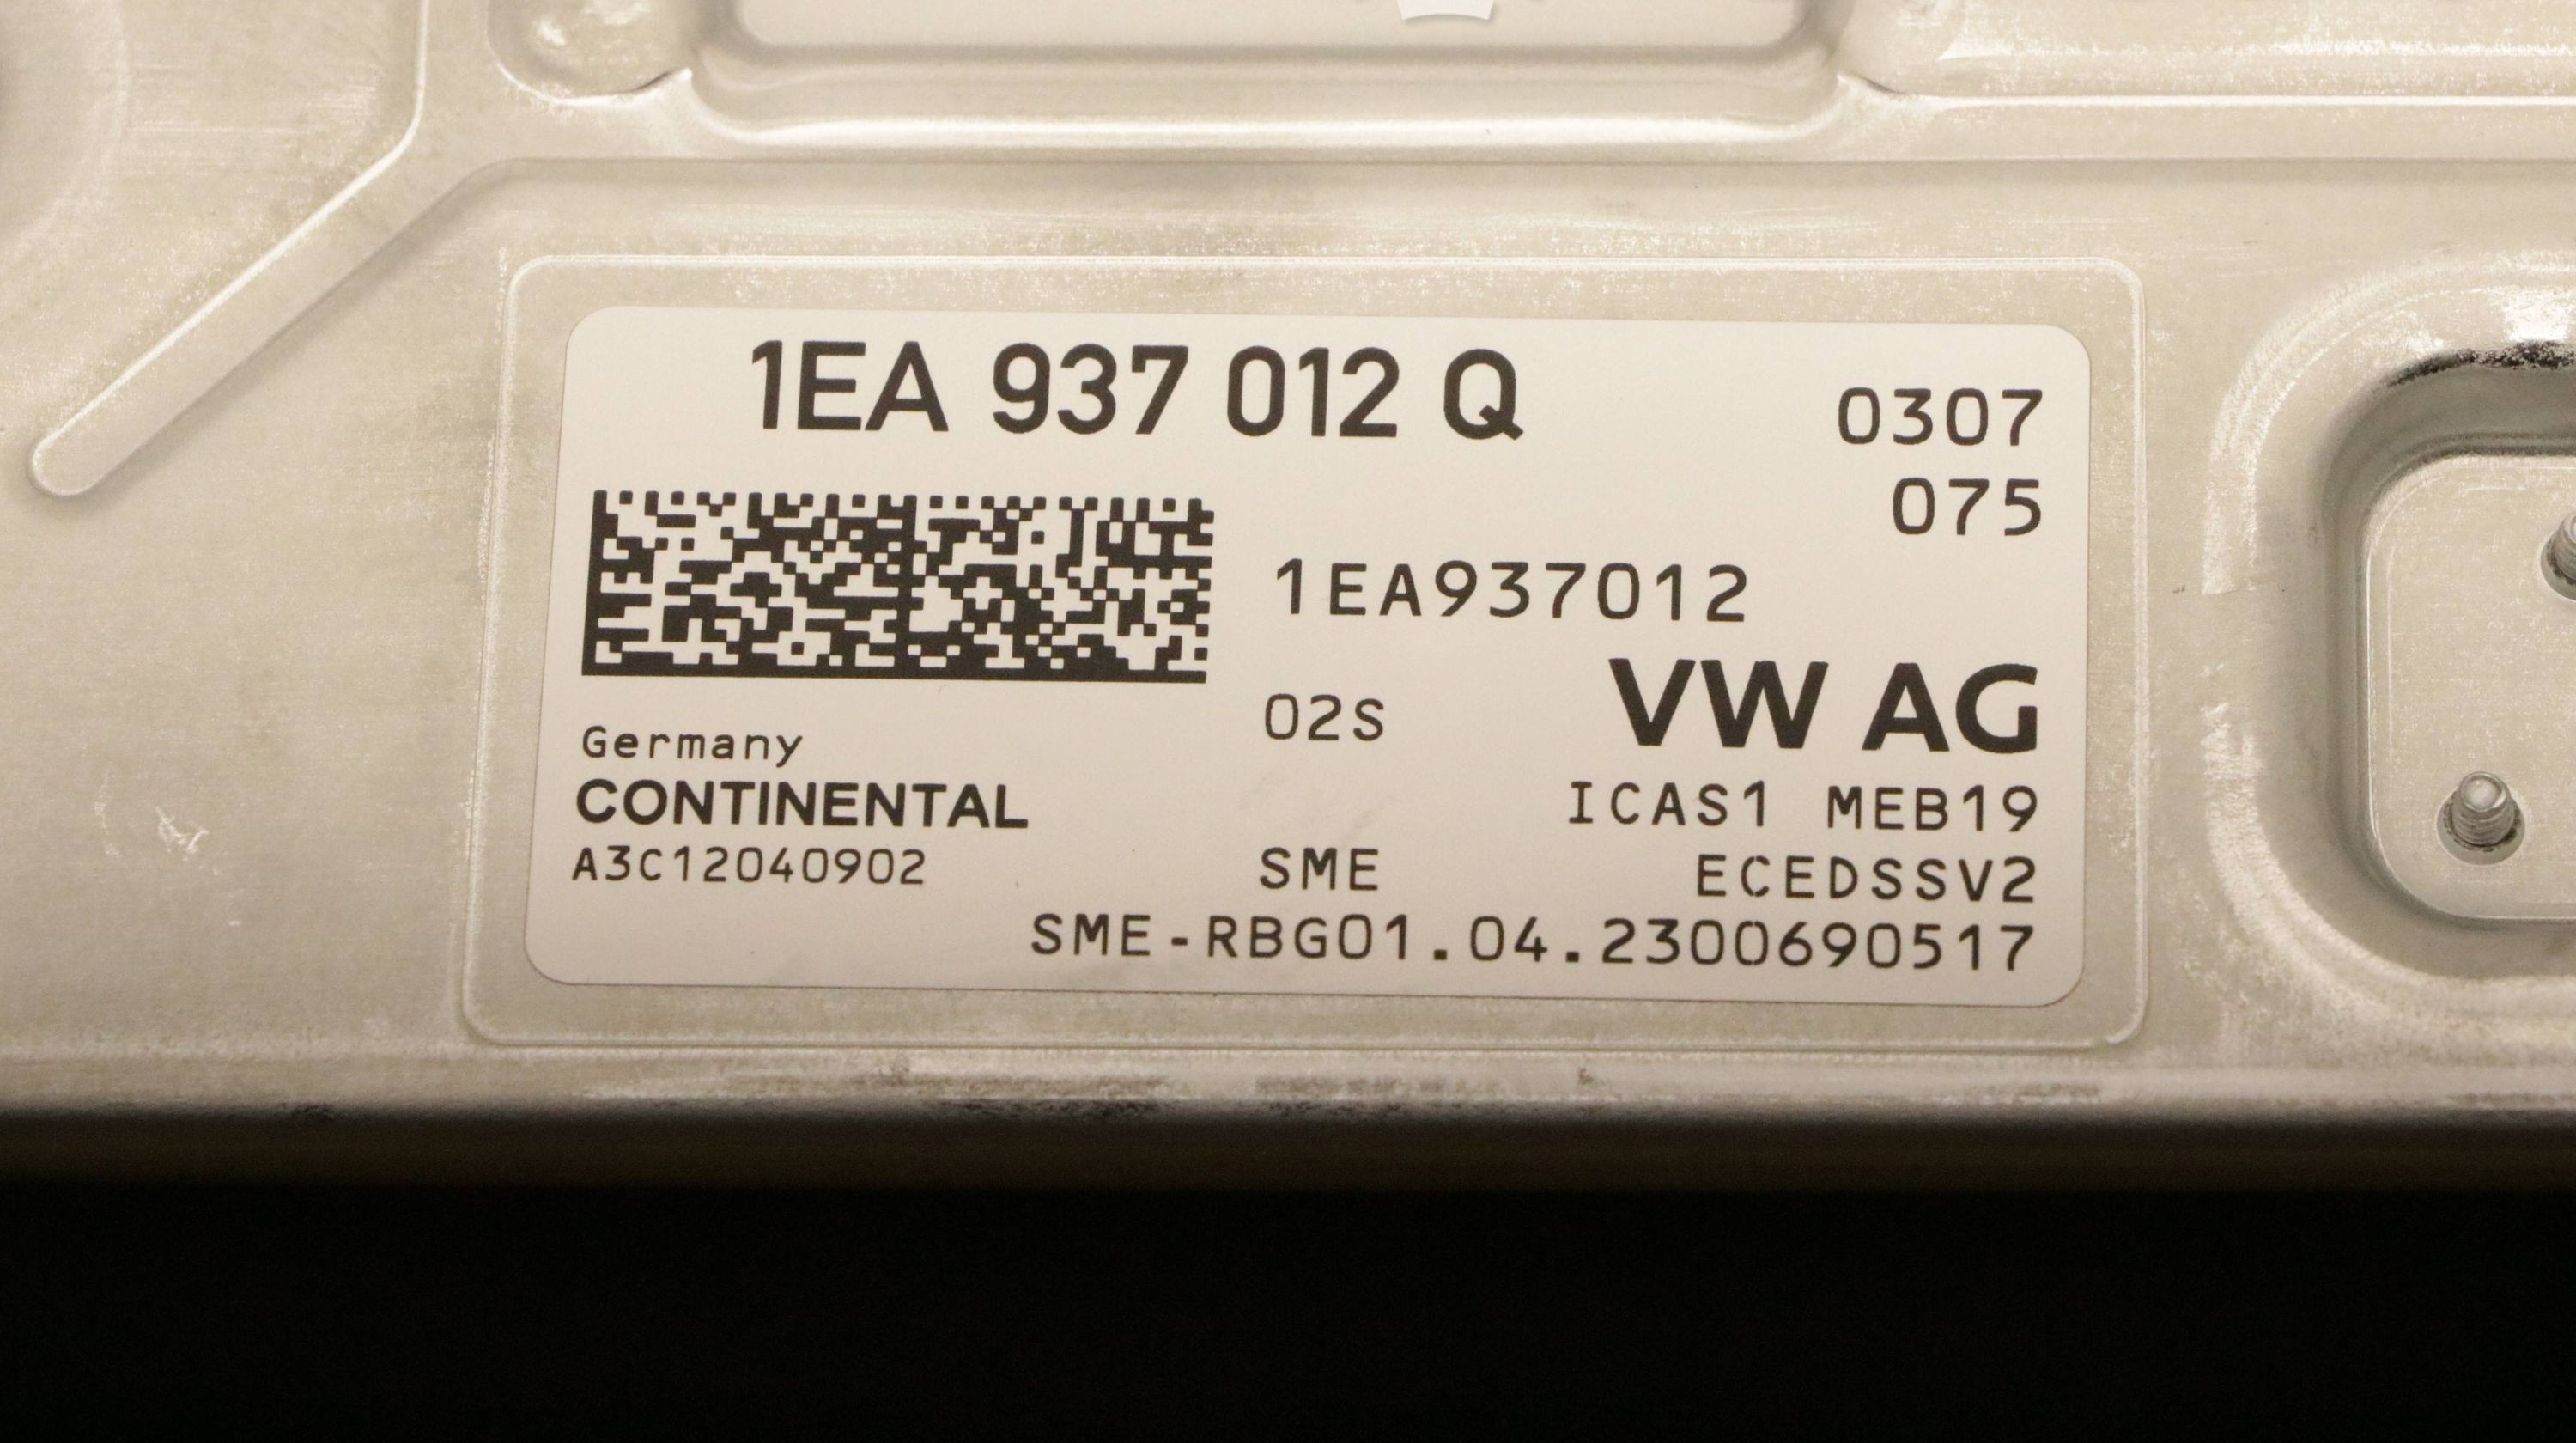 1EA 937 012 Q
0307
075
1EA937012
02S
VW AG
Germany
CONTINENTAL
ICAS1 MEB19
A3C12040902
SME
ECEDSSV2
SME-RBG01.04.2300690517